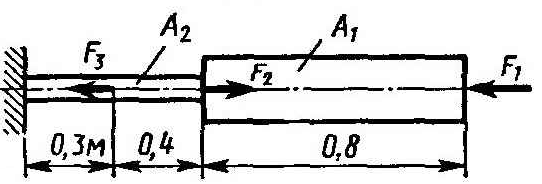 F₃ A₂ F₂ A₁ F₁
0,3м 0,4 0,8